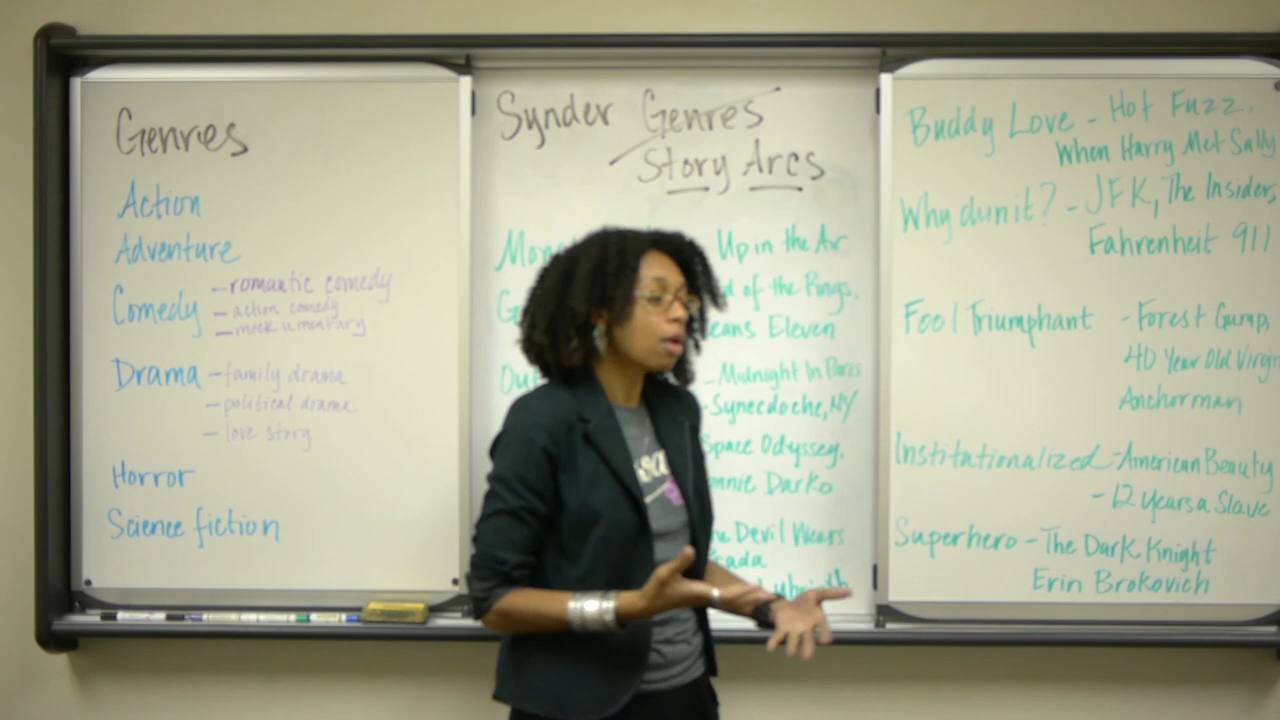 Genres
Action
Adventure
Comedy - romantic comedy
- action comedy
- mockumentary
Drama - family drama
- political drama
- love story
Horror
Science fiction
Synder Genres
Story Arcs
Up in the Air
of the Rings,
Eleven
- Midnight In Paris
- Synecdoche, NY
Space Odyssey,
Darko
Devil Wears
Buddy Love - Hot Fuzz.
When Harry Met Sally
Whydunit? - JFK, The Insider,
Fahrenheit 911
Fool Triumphant - Forest Gump,
40 Year Old Virgin
Anchorman
Institutionalized - American Beauty
- 12 years a Slave
Superhero - The Dark Knight
Erin Brokovich